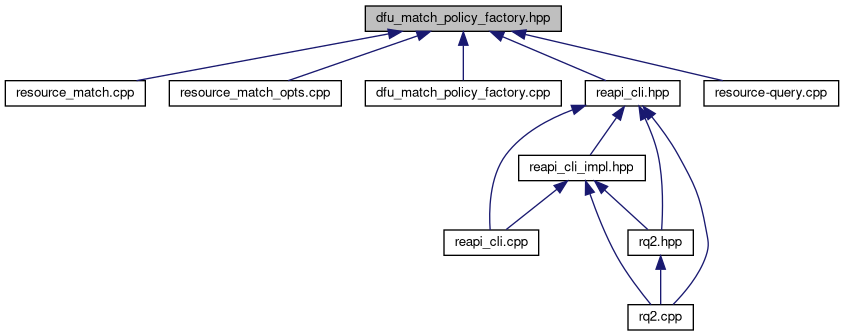 dfu_match_policy_factory.hpp
resource_match.cpp
resource_match_opts.cpp
dfu_match_policy_factory.cpp
reapi_cli.hpp
resource-query.cpp
reapi_cli_impl.hpp
reapi_cli.cpp
rq2.hpp
rq2.cpp